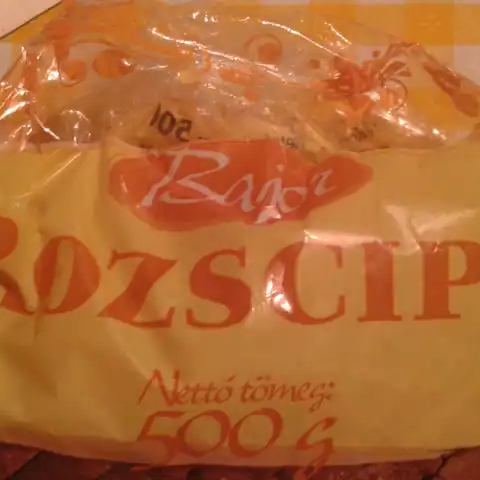 Bajor
ROZSCIP
Nettó tömeg:
500 g